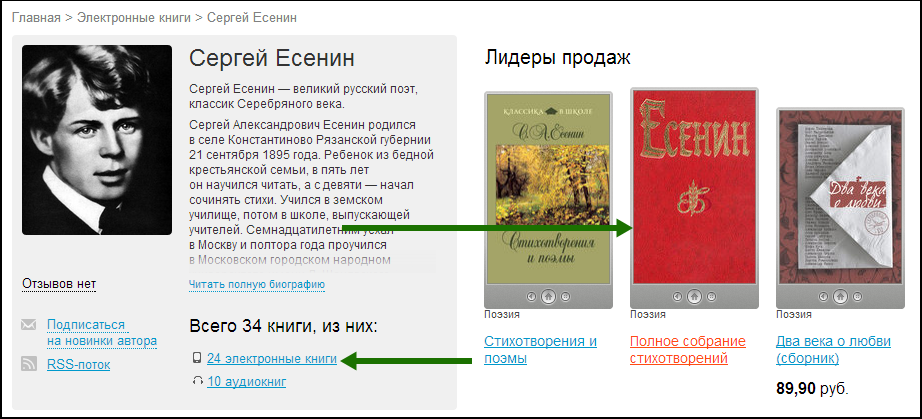 Главная > Электронные книги > Сергей Есенин
Сергей Есенин
Сергей Есенин — великий русский поэт,
классик Серебряного века.
Сергей Александрович Есенин родился
в селе Константиново Рязанской губернии
21 сентября 1895 года. Ребенок из бедной
крестьянской семьи, в пять лет
он научился читать, а с девяти — начал
сочинять стихи. Учился в земском
училище, потом в школе, выпускающей
учителей. Семнадцатилетним уехал
в Москву и полтора года проучился
в Московском городском народном
Читать полную биографию
Отзывов нет
Подписаться
на новинки автора
RSS-поток
Всего 34 книги, из них:
24 электронные книги
10 аудиокниг
Лидеры продаж
КЛАССИКА В ШКОЛЕ
С. А. Есенин
Стихотворения
и поэмы
Поэзия
Стихотворения и
поэмы
ЕСЕНИН
Поэзия
Полное собрание
стихотворений
Два века
о любви
Поэзия
Два века о любви
(сборник)
89,90 руб.